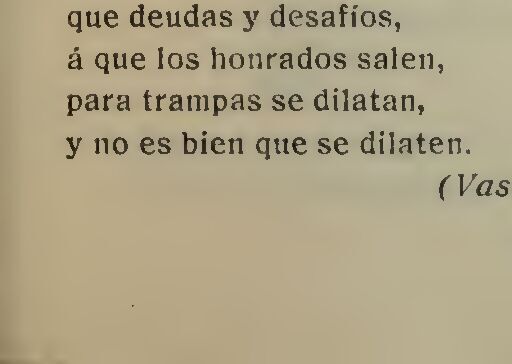 que deudas y desafíos,
á que los honrados salen,
para trampas se dilatan,
y no es bien que se dilaten.
(Vas